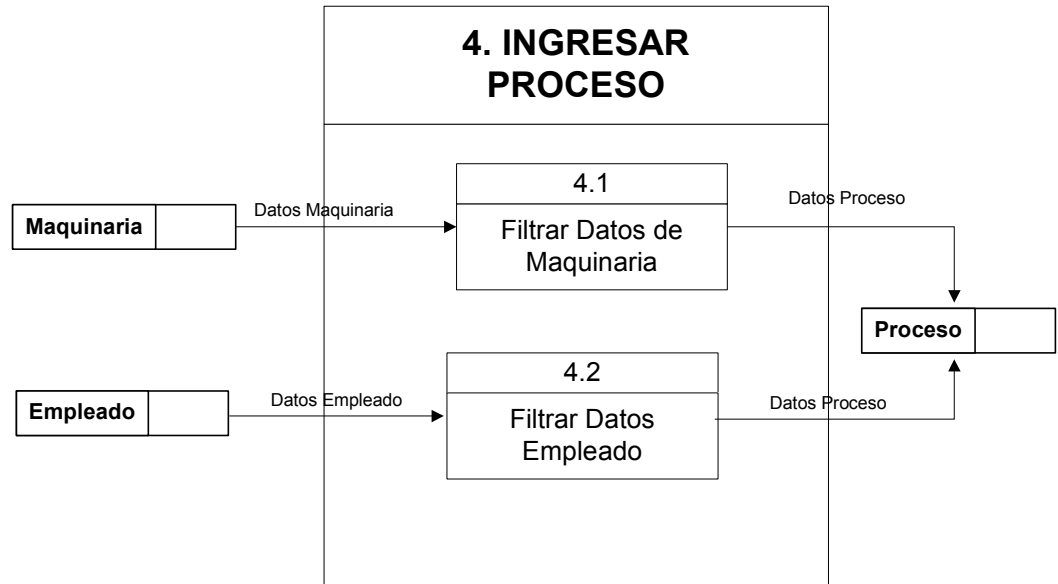 4. INGRESAR
PROCESO
4.1
Datos Maquinaria
Datos Proceso
Maquinaria
Filtrar Datos de
Maquinaria
Proceso
4.2
Empleado
Datos Empleado
Datos Proceso
Filtrar Datos
Empleado